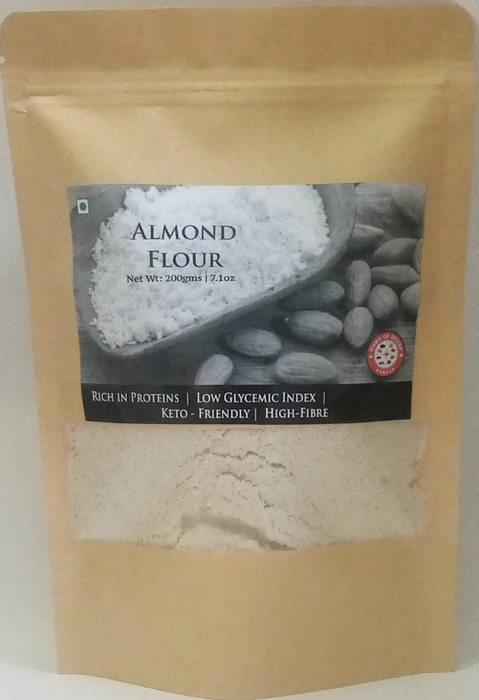 ALMOND
FLOUR
Net Wt: 200gms | 7.1oz
RICH IN PROTEINS | LOW GLYCEMIC INDEX |
KETO - FRIENDLY | HIGH-FIBRE